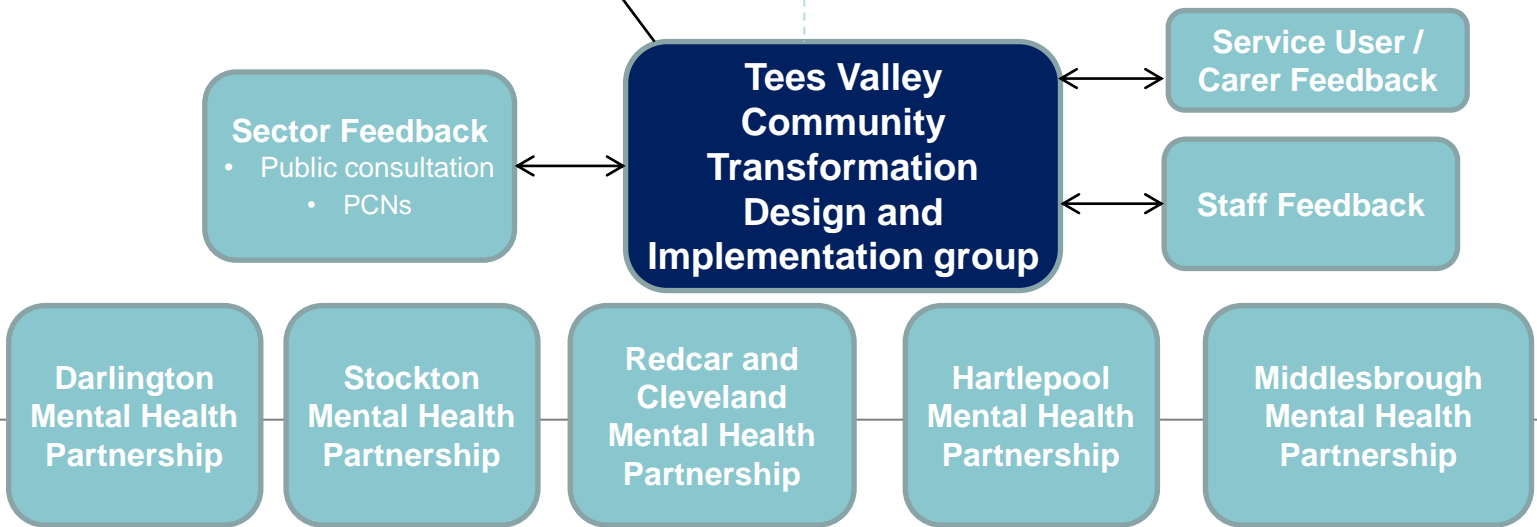 Tees Valley
Community
Transformation
Design and
Implementation group
Service User /
Carer Feedback
Sector Feedback
• Public consultation
• PCNs
Staff Feedback
Darlington
Mental Health
Partnership
Stockton
Mental Health
Partnership
Redcar and
Cleveland
Mental Health
Partnership
Hartlepool
Mental Health
Partnership
Middlesbrough
Mental Health
Partnership